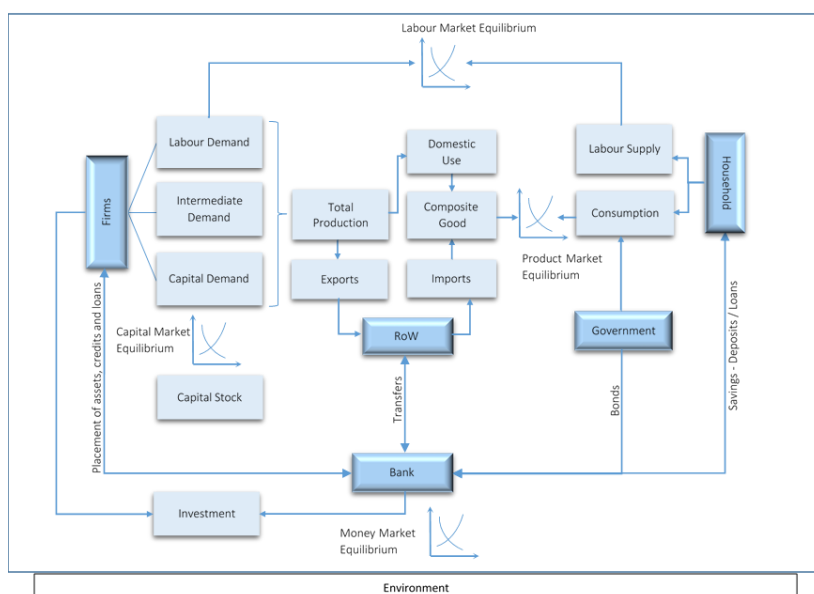 Labour Market Equilibrium
Labour Demand
Domestic
Use
Labour Supply
Household
Firms
Intermediate
Demand
Total
Production
Composite
Good
Consumption
Product Market
Equilibrium
Capital Demand
Exports
Imports
Capital Market
Equilibrium
RoW
Government
Placement of assets, credits and loans
Capital Stock
Transfers
Bonds
Savings - Deposits / Loans
Bank
Investment
Money Market
Equilibrium
Environment